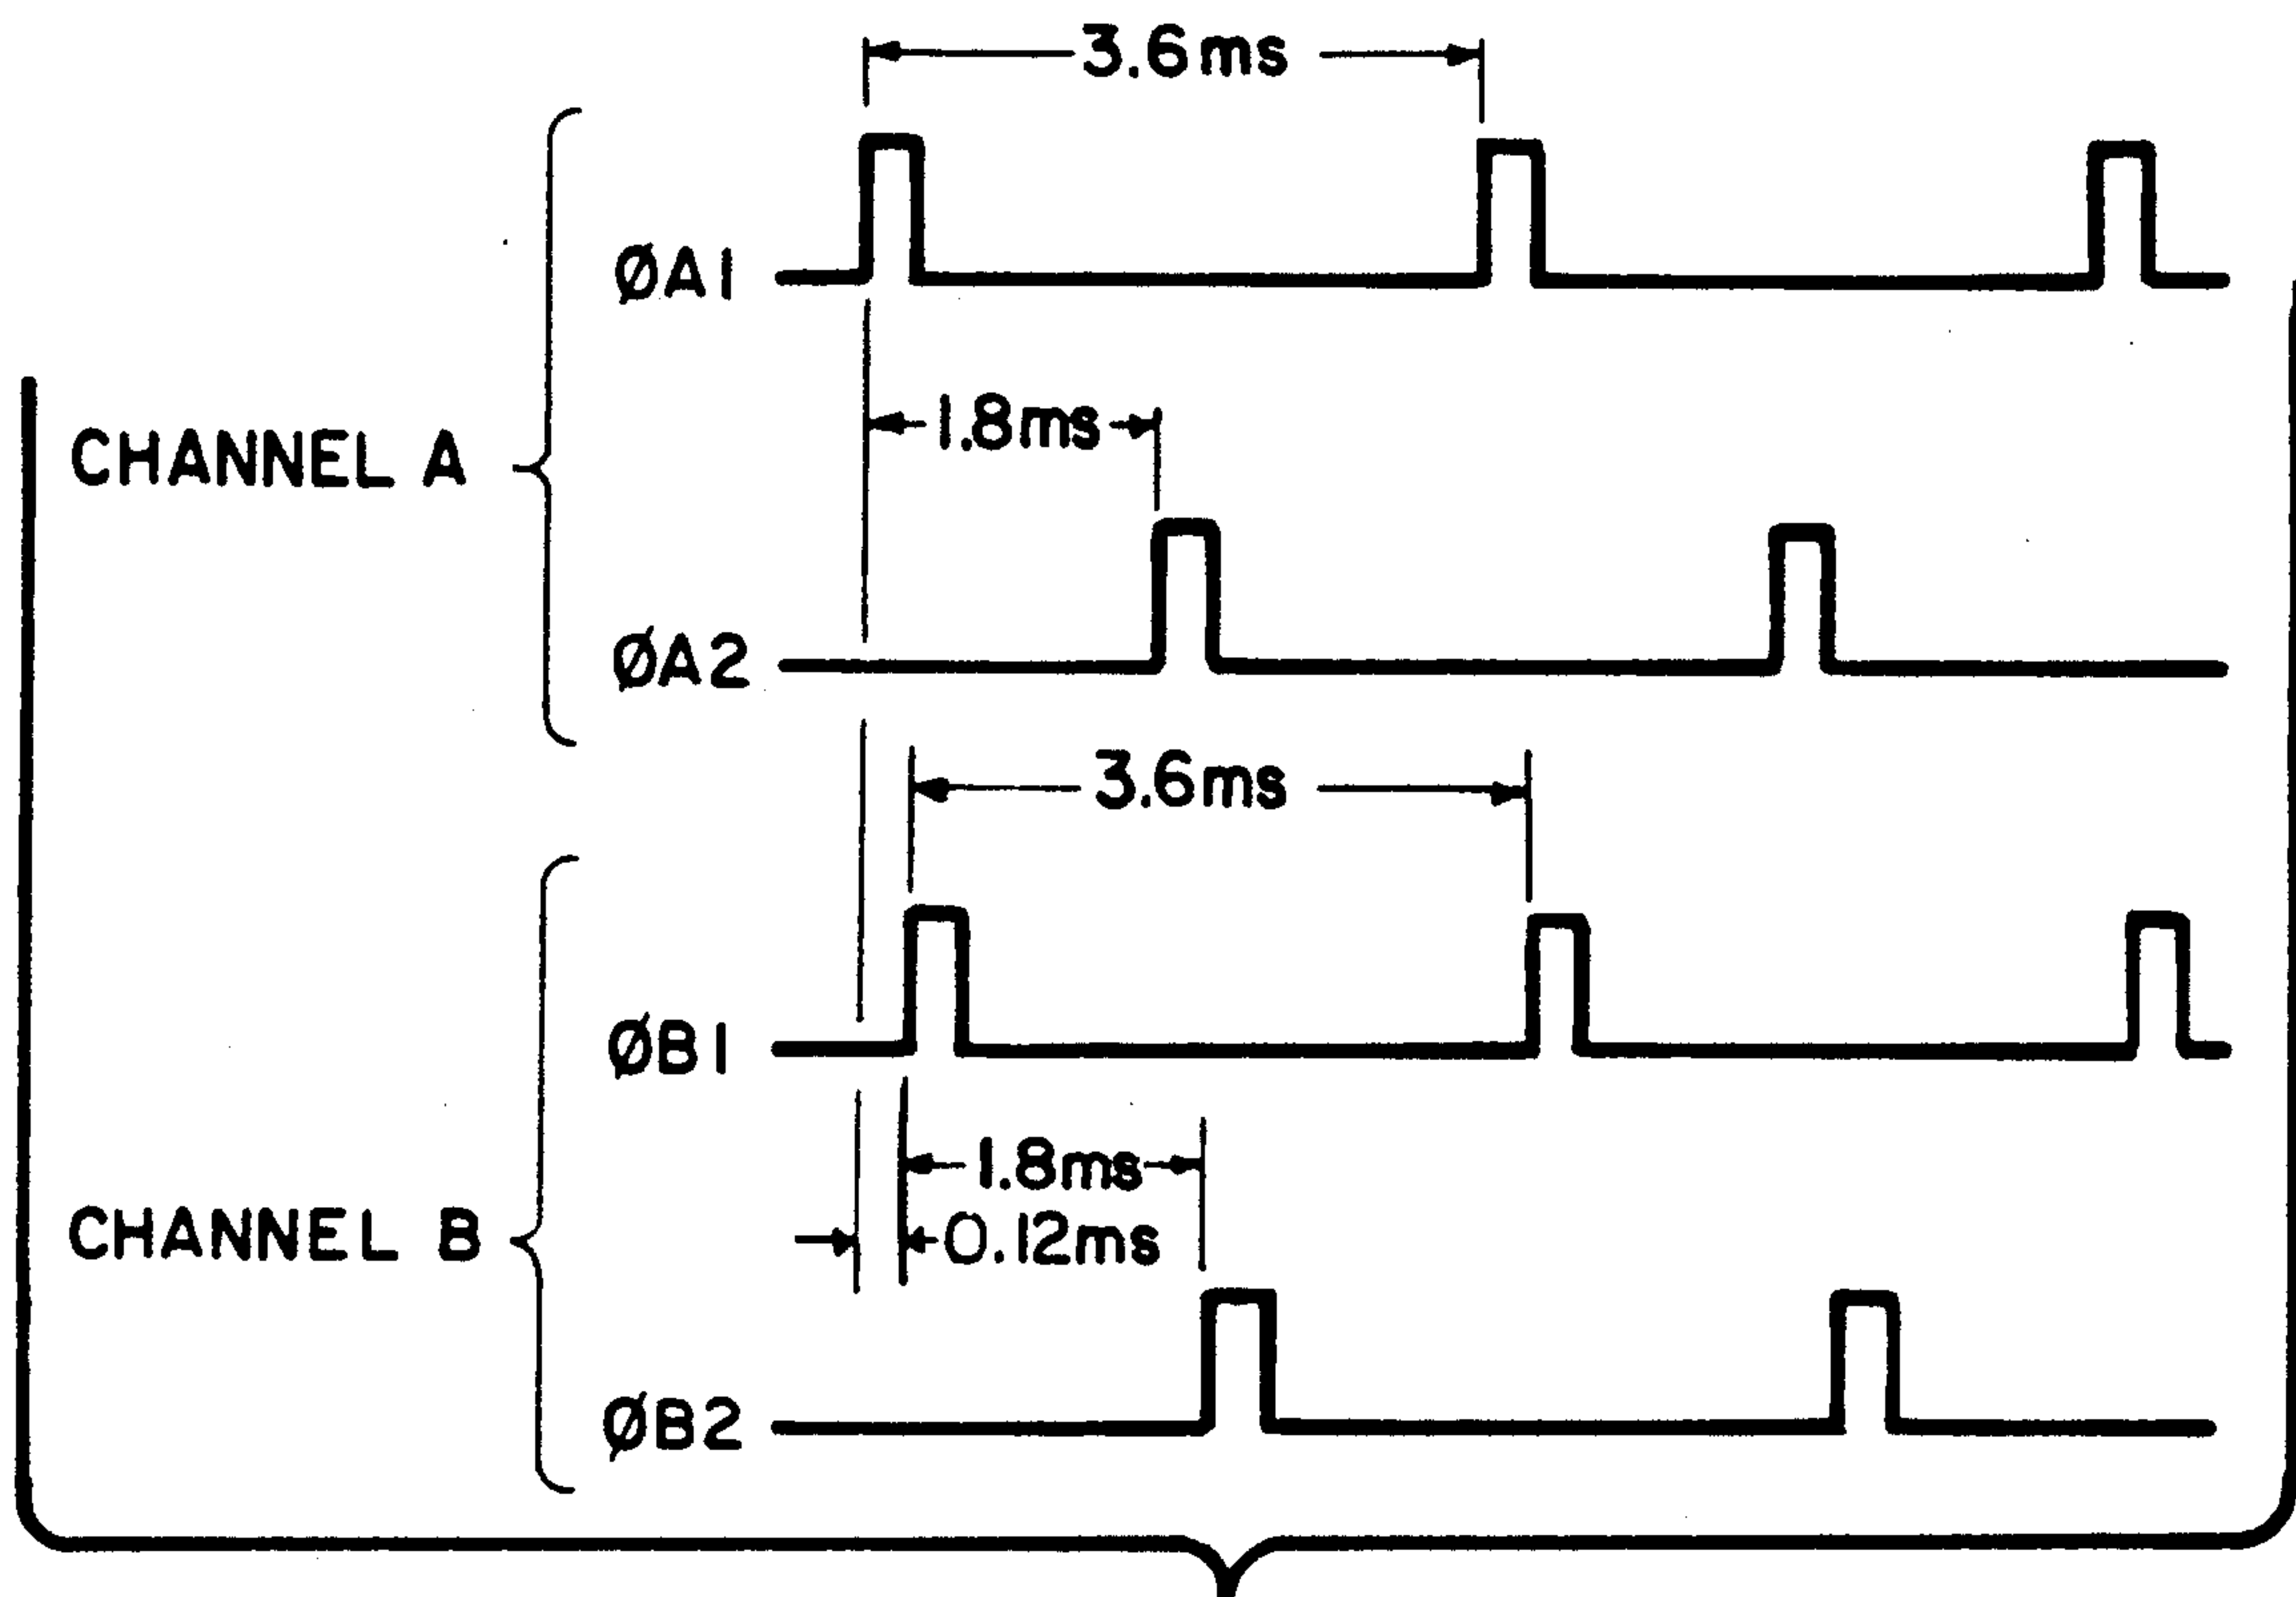 3.6ms
ØA1
1.8ms
CHANNEL A
ØA2
3.6ms
ØB1
1.8ms
CHANNEL B
0.12ms
ØB2